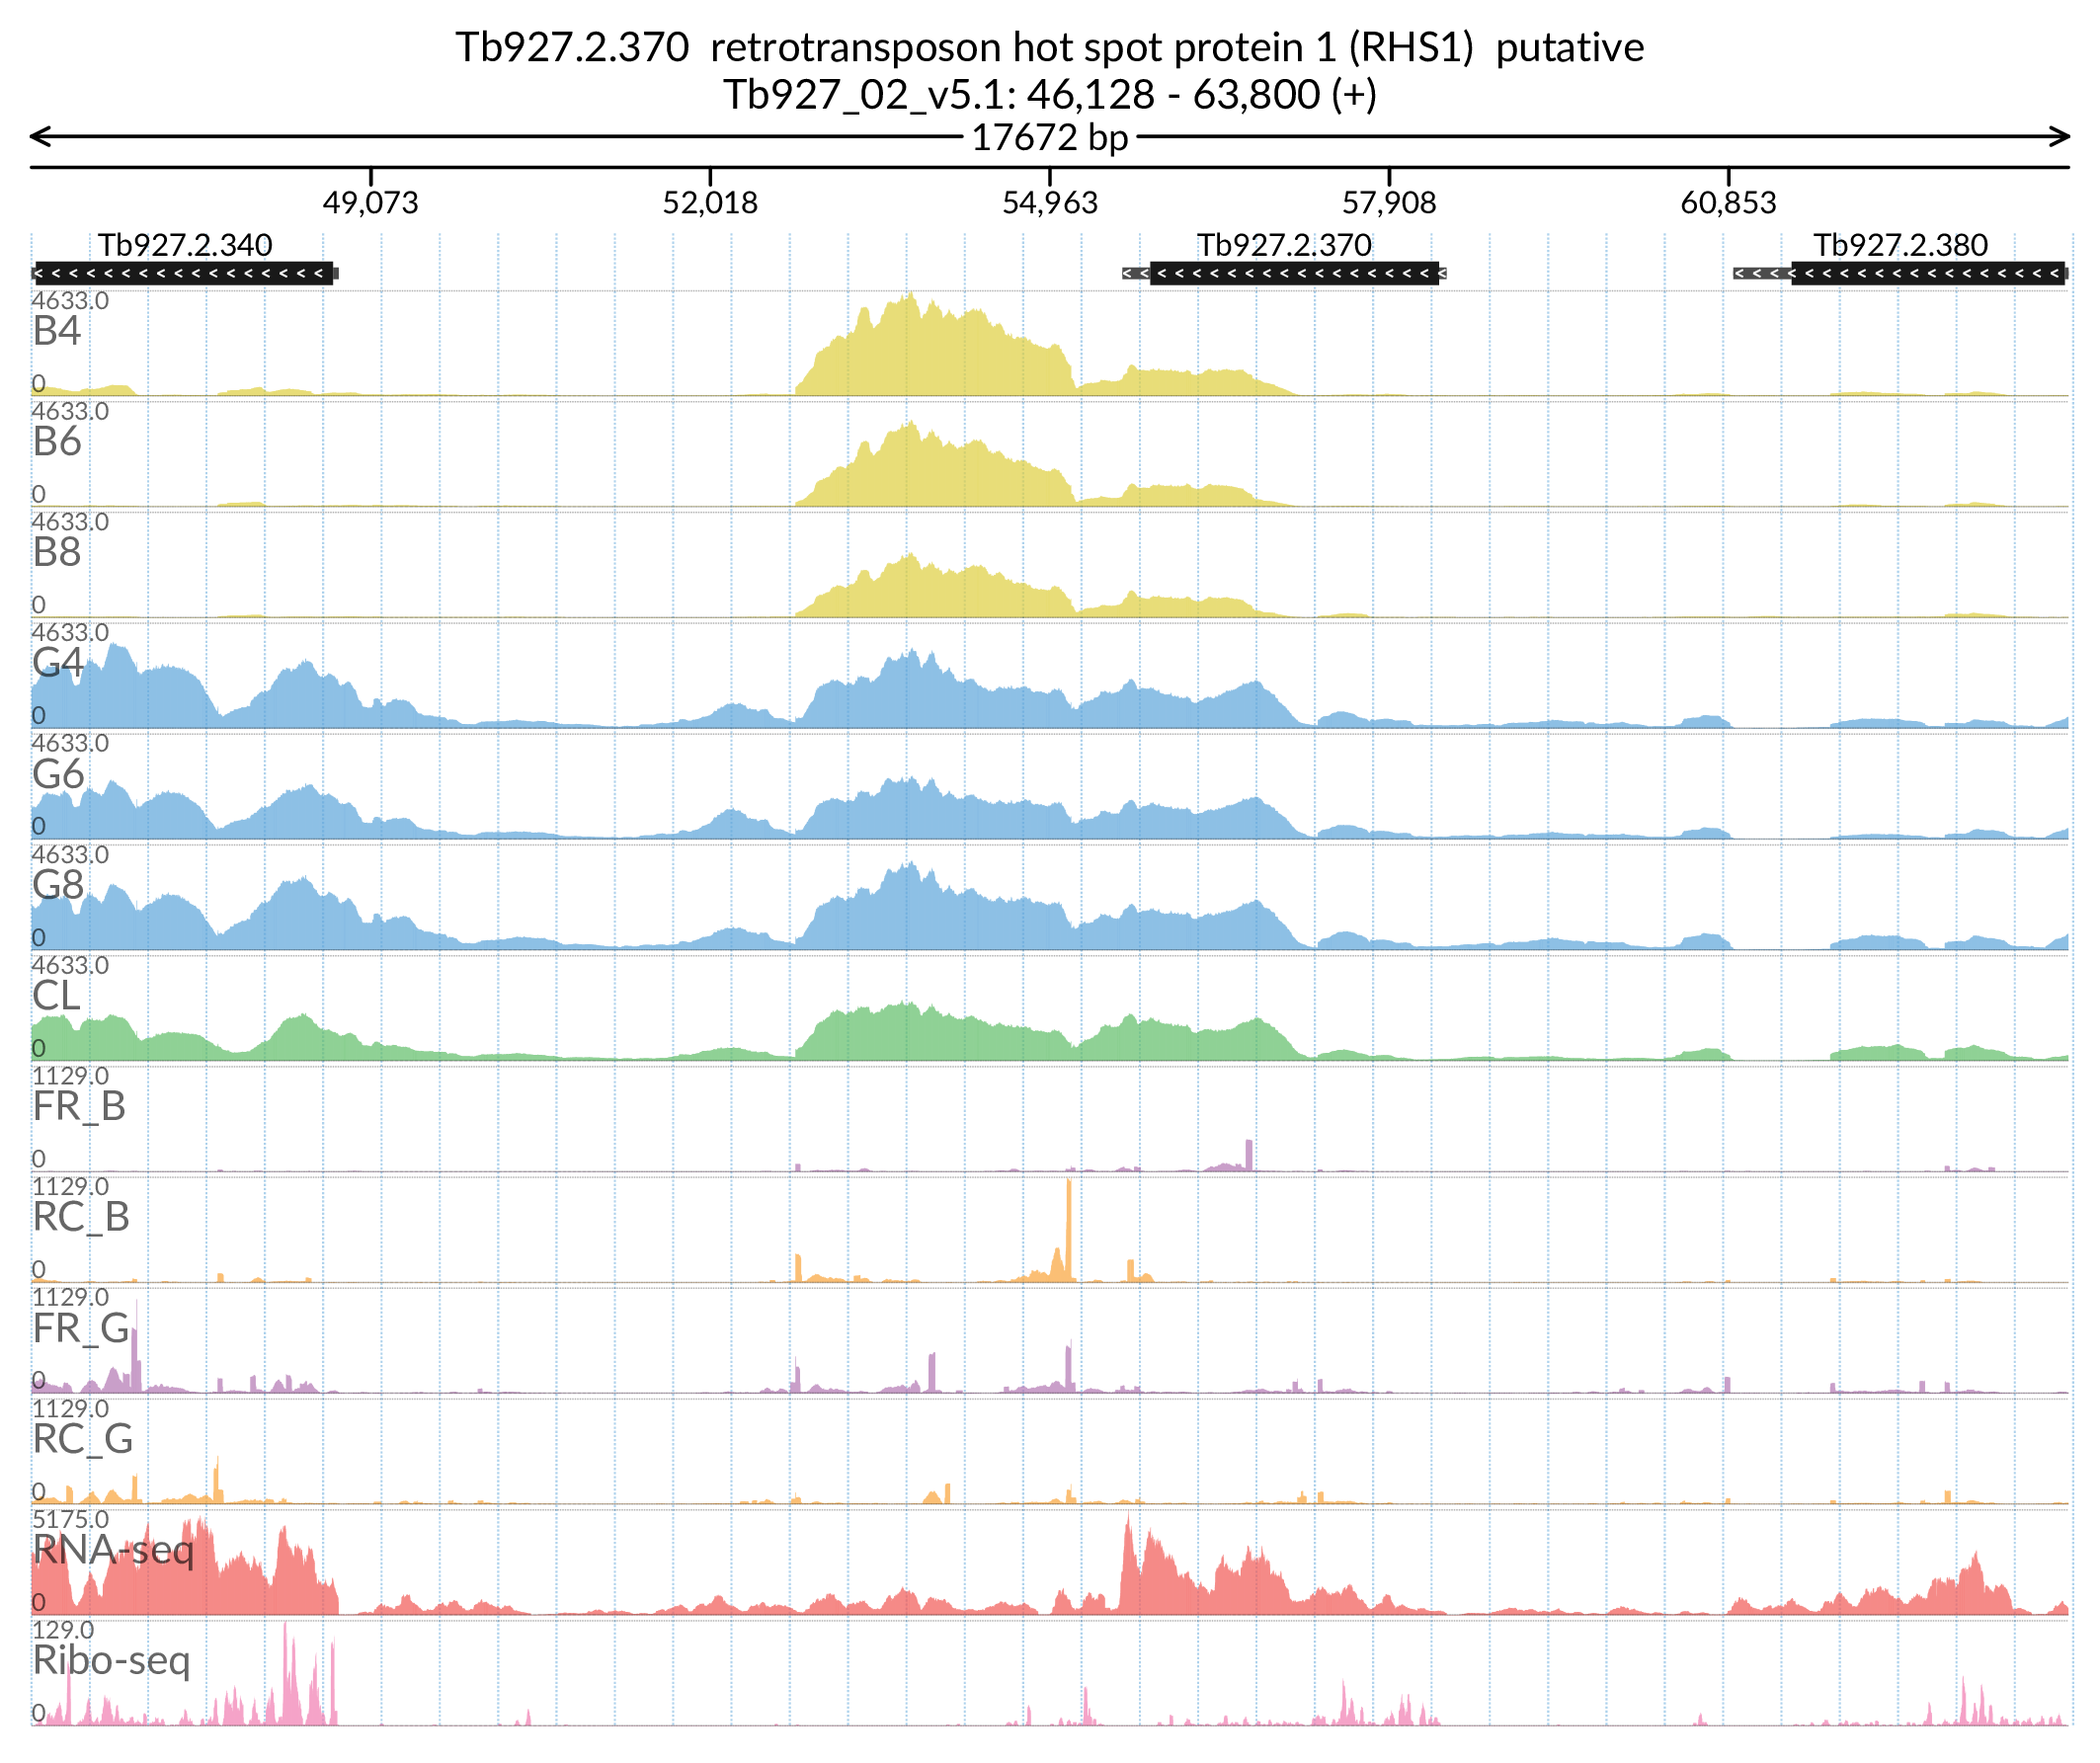 Tb927.2.370  retrotransposon hot spot protein 1 (RHS1)  putative
Tb927_02_v5.1: 46,128 - 63,800 (+)
17672 bp
49,073 52,018 54,963 57,908 60,853
Tb927.2.340 Tb927.2.370 Tb927.2.380
4633.0
B4
0
4633.0
B6
0
4633.0
B8
0
4633.0
G4
0
4633.0
G6
0
4633.0
G8
0
4633.0
CL
0
1129.0
FR_B
0
1129.0
RC_B
0
1129.0
FR_G
0
1129.0
RC_G
0
5175.0
RNA-seq
0
129.0
Ribo-seq
0